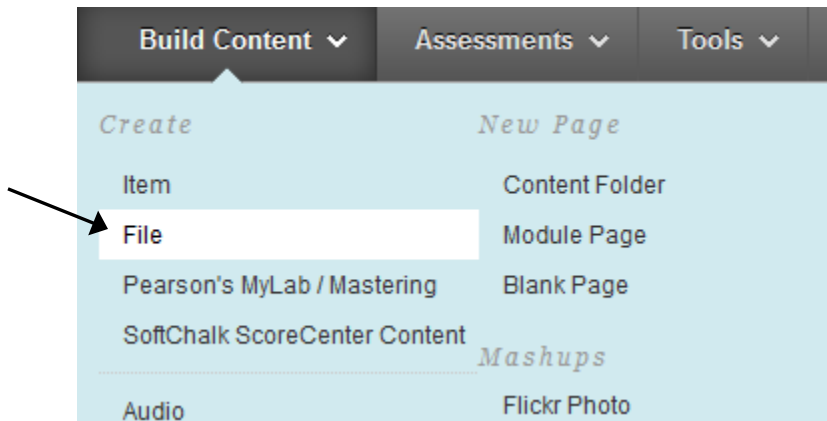 Build Content Assessments Tools
Create
Item
File
Pearson's MyLab / Mastering
SoftChalk ScoreCenter Content
Audio
New Page
Content Folder
Module Page
Blank Page
Mashups
Flickr Photo